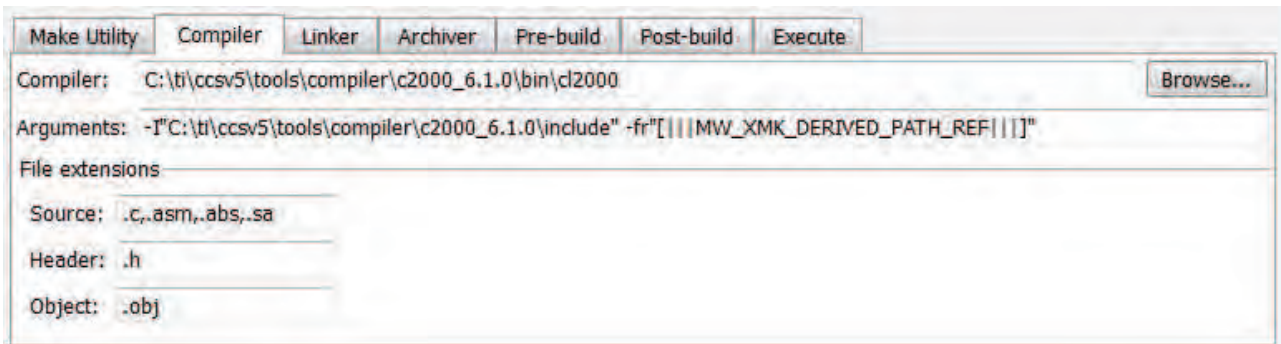 Make Utility Compiler Linker Archiver Pre-build Post-build Execute
Compiler: C:\ti\ccsv5\tools\compiler\c2000_6.1.0\bin\cl2000 Browse...
Arguments: -I"C:\ti\ccsv5\tools\compiler\c2000_6.1.0\include" -fr"[|||MW_XMK_DERIVED_PATH_REF|||]"
File extensions
Source: .c,.asm,.abs,.sa
Header: .h
Object: .obj